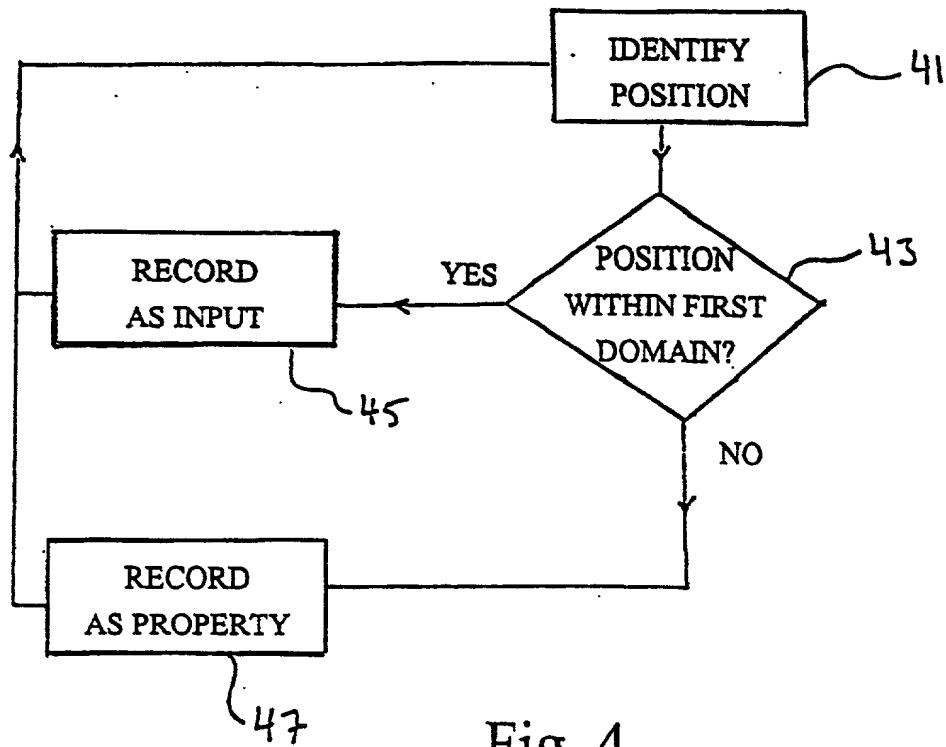 IDENTIFY
POSITION
41
POSITION
WITHIN FIRST
DOMAIN?
43
YES
RECORD
AS INPUT
45
NO
RECORD
AS PROPERTY
47
Fig. 4